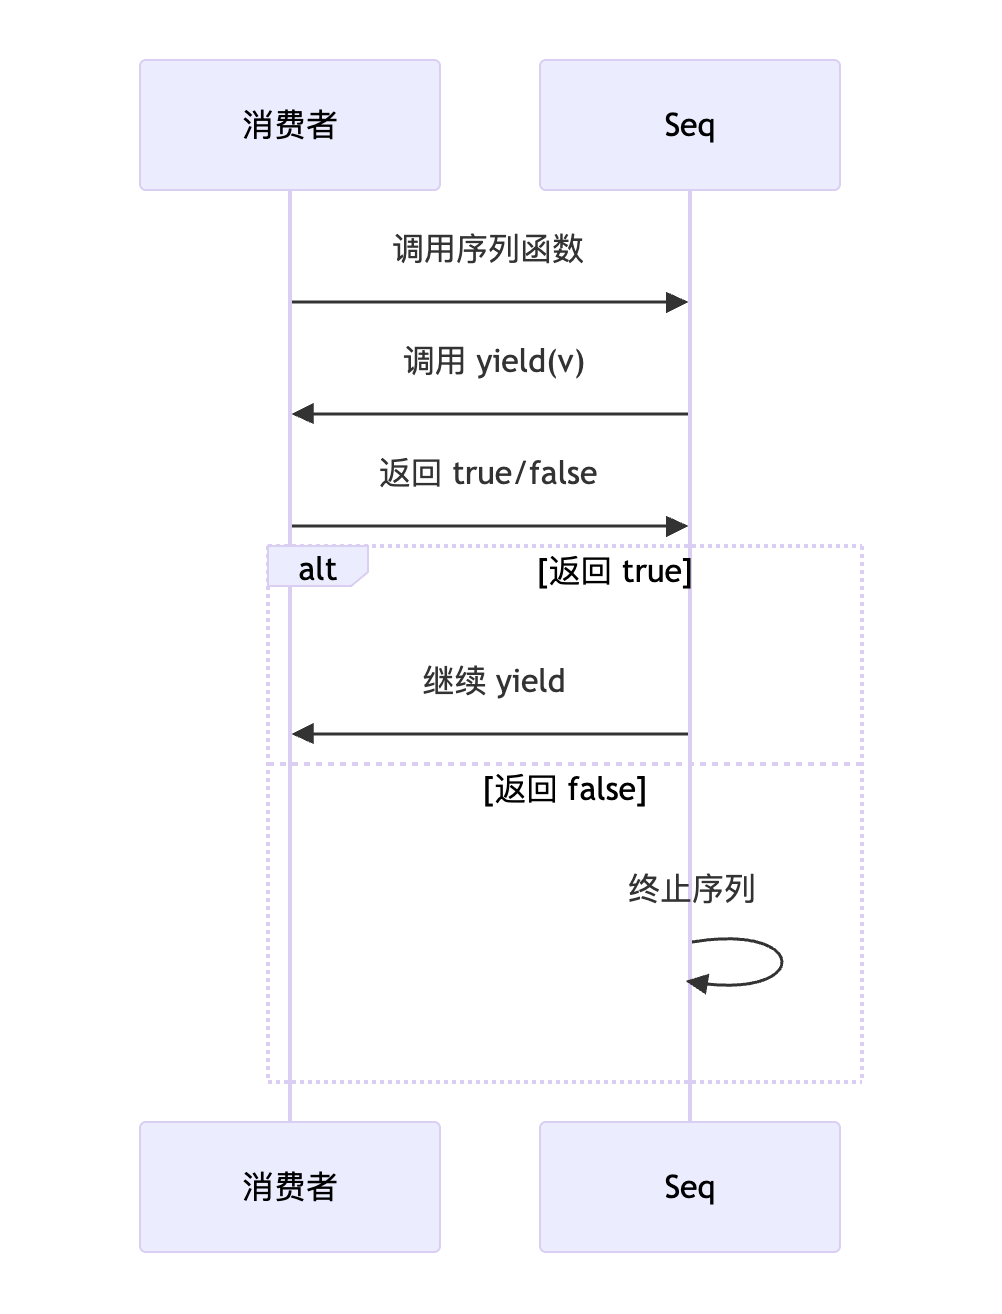 消费者
Seq
调用序列函数
调用 yield(v)
返回 true/false
alt
[返回 true]
继续 yield
[返回 false]
终止序列
消费者
Seq